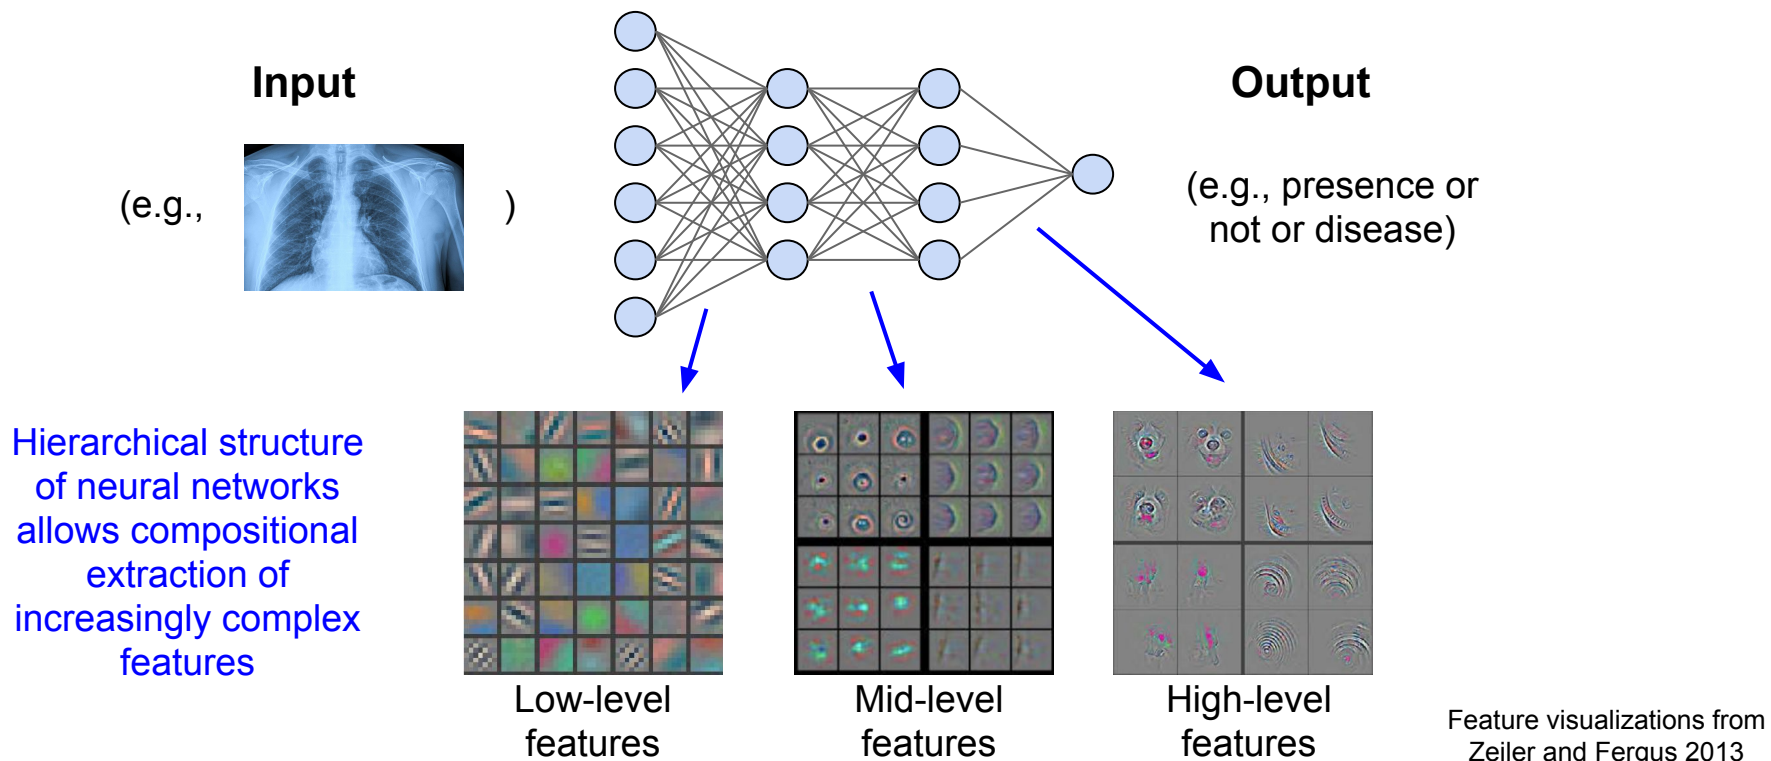 Input
(e.g.,
)
Output
(e.g., presence or
not or disease)
Hierarchical structure
of neural networks
allows compositional
extraction of
increasingly complex
features
Low-level
features
Mid-level
features
High-level
features
Feature visualizations from
Zeiler and Fergus 2013